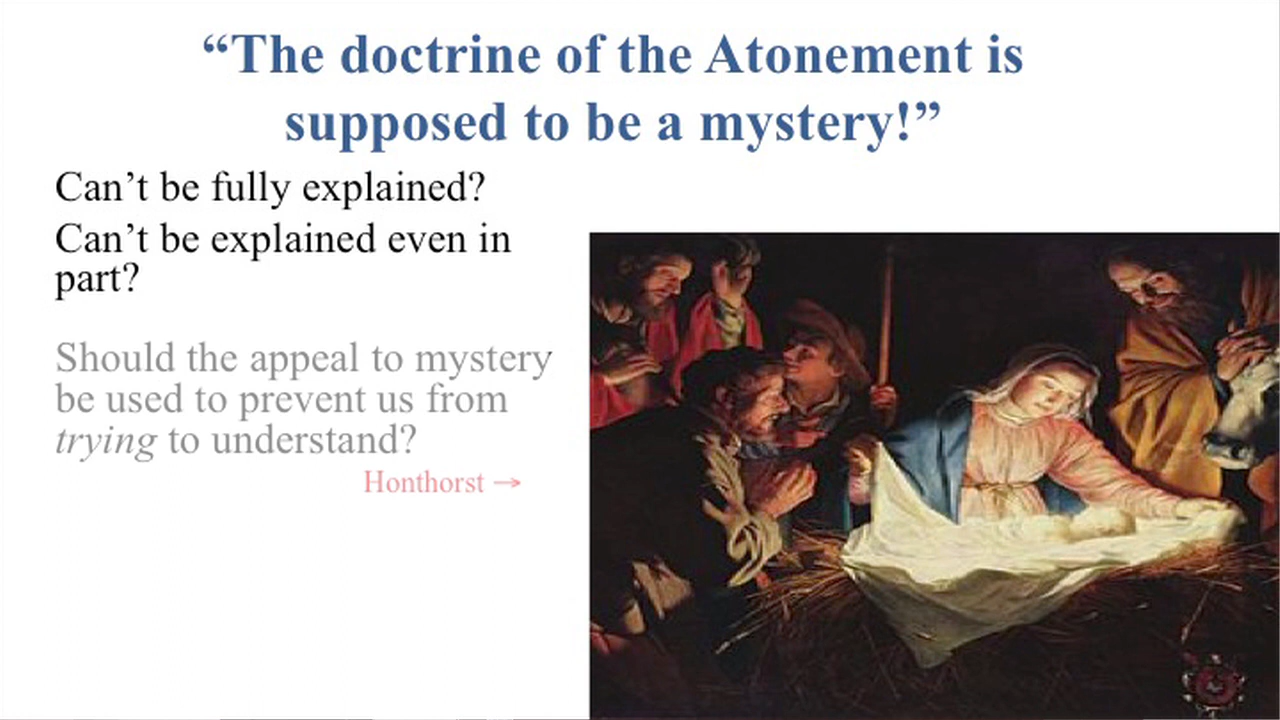 “The doctrine of the Atonement is
supposed to be a mystery!”
Can’t be fully explained?
Can’t be explained even in
part?
Should the appeal to mystery
be used to prevent us from
trying to understand?
Honthorst →